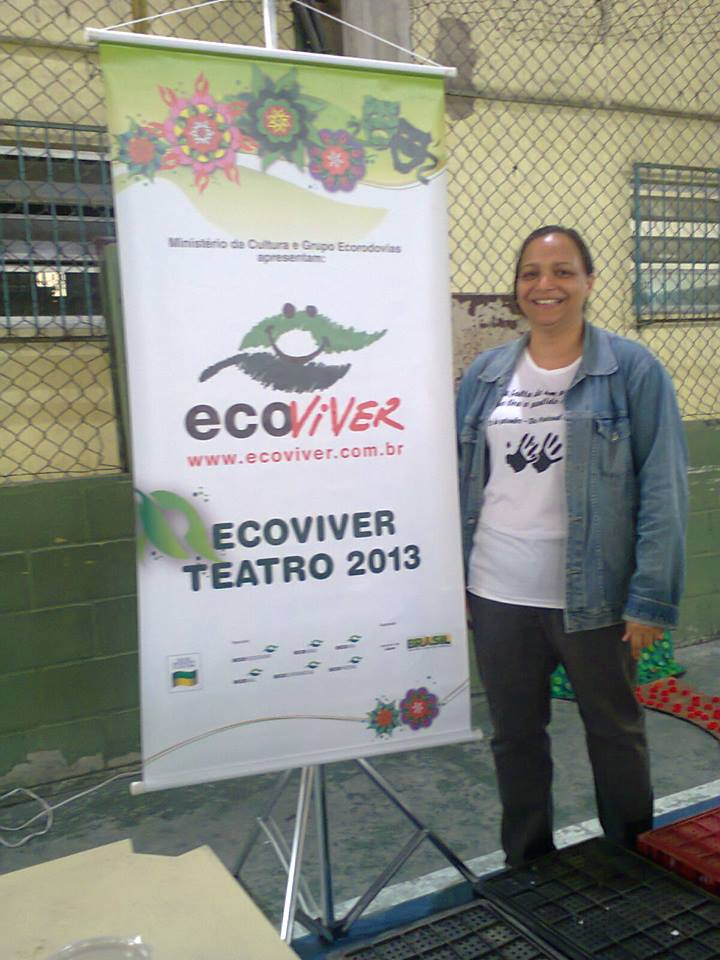 Ministério da Cultura e Grupo Ecorodovias
apresentam:
ecoViVER
www.ecoviver.com.br
ECOVIVER
TEATRO 2013
BRASIL